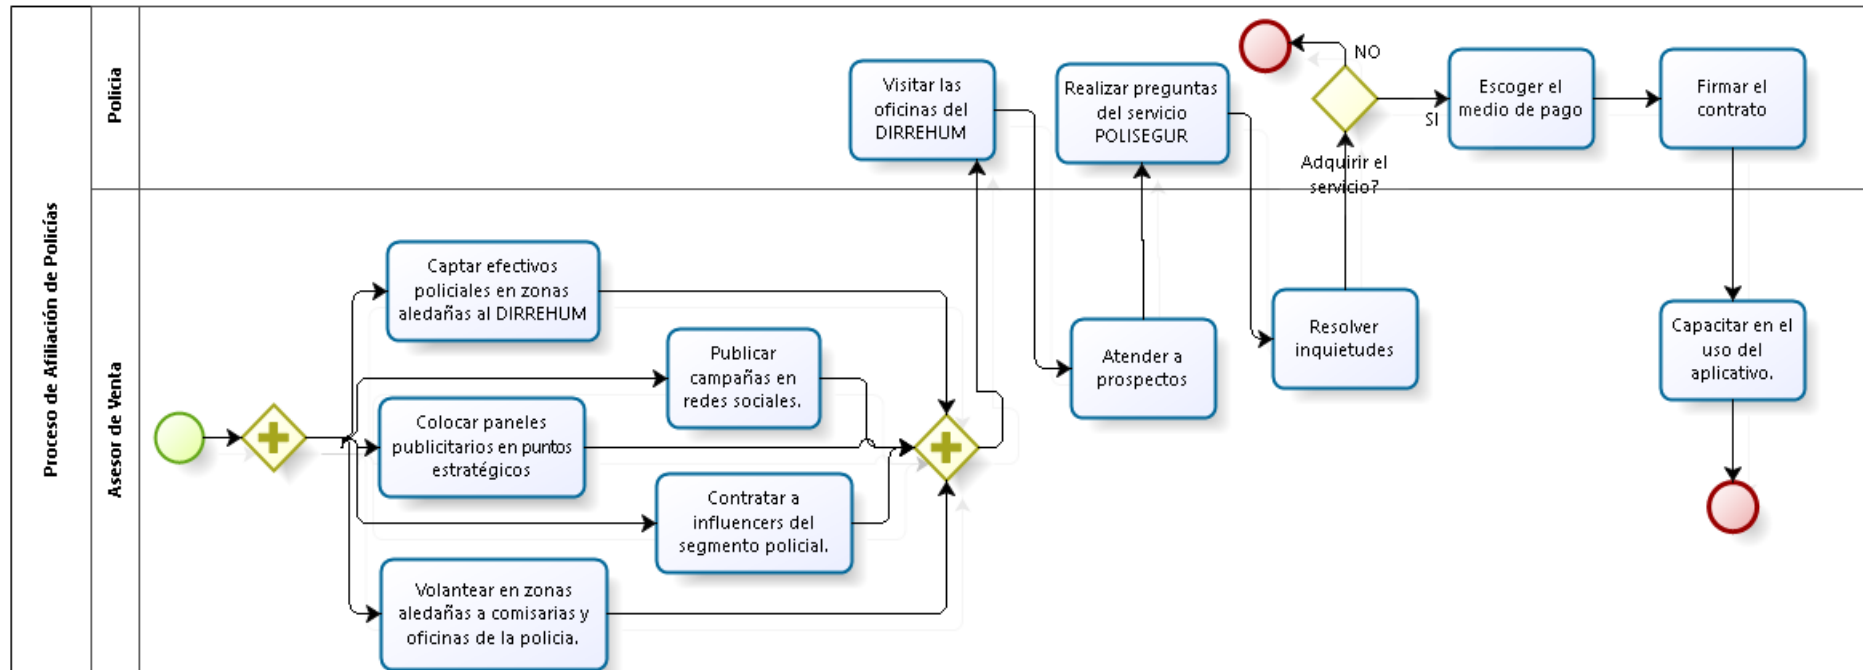 Proceso de Afiliación de Policías
Policia
Visitar las
oficinas del
DIRREHUM
Realizar preguntas
del servicio
POLISEGUR
NO
Adquirir el
servicio?
SI
Escoger el
medio de pago
Firmar el
contrato
Asesor de Venta
Captar efectivos
policiales en zonas
aledañas al DIRREHUM
Publicar
campañas en
redes sociales.
Colocar paneles
publicitarios en puntos
estratégicos
Contratar a
influencers del
segmento policial.
Volantear en zonas
aledañas a comisarias y
oficinas de la policia.
Atender a
prospectos
Resolver
inquietudes
Capacitar en el
uso del
aplicativo.